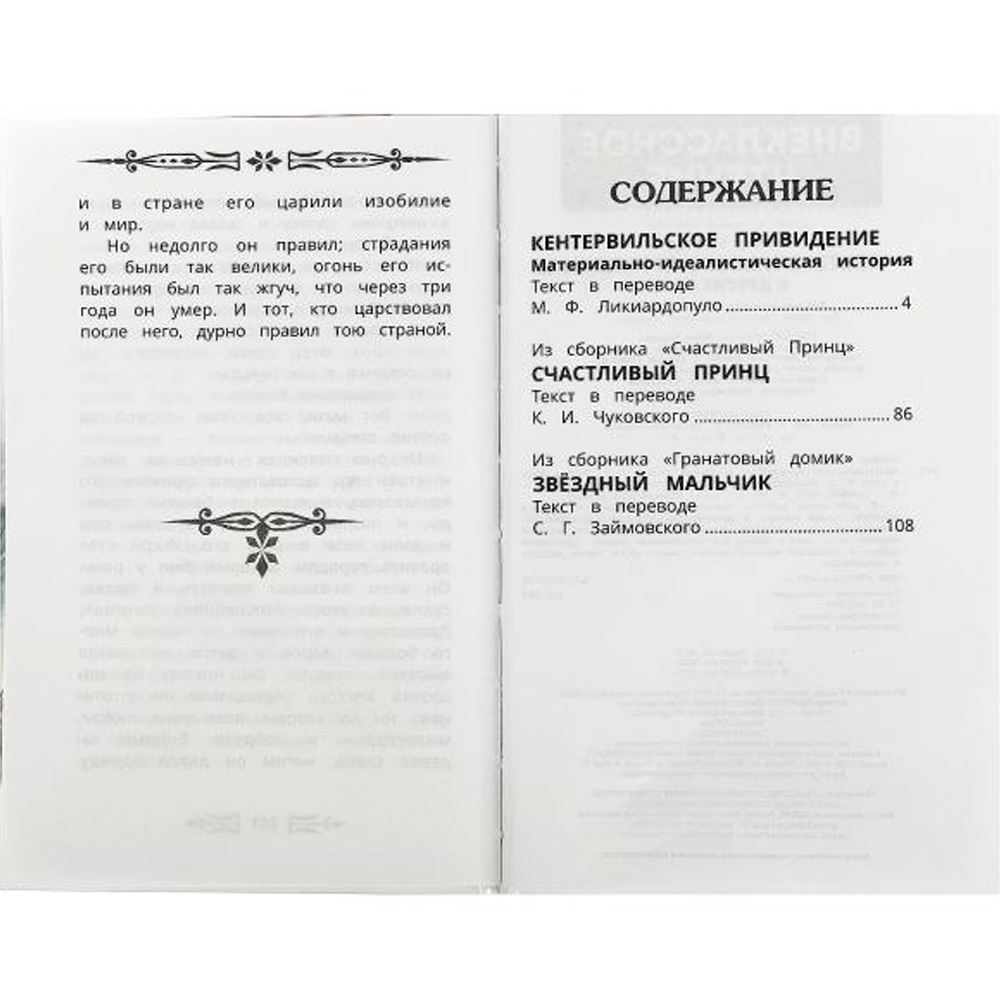 и в стране его царили изобилие
и мир.
Но недолго он правил; страдания
его были так велики, огонь его ис-
пытания был так жгуч, что через три
года он умер. И тот, кто царствовал
после него, дурно правил тою страной.
СОДЕРЖАНИЕ
КЕНТЕРВИЛЬСКОЕ ПРИВИДЕНИЕ
Материально-идеалистическая история
Текст в переводе
М. Ф. Ликиардопуло 4
Из сборника «Счастливый Принц»
СЧАСТЛИВЫЙ ПРИНЦ
Текст в переводе
К. И. Чуковского 86
Из сборника «Гранатовый домик»
ЗВЁЗДНЫЙ МАЛЬЧИК
Текст в переводе
С. Г. Займовского 108